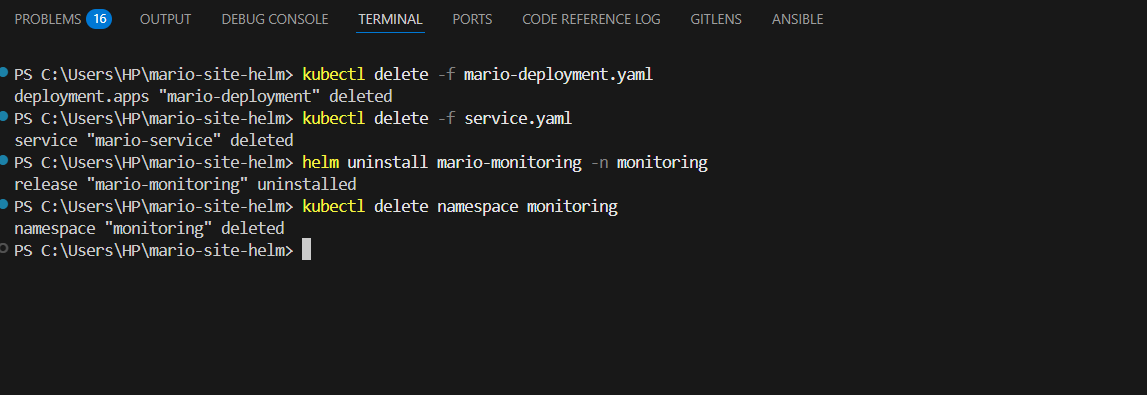 PROBLEMS 16 OUTPUT DEBUG CONSOLE TERMINAL PORTS CODE REFERENCE LOG GITLENS ANSIBLE
PS C:\Users\HP\mario-site-helm> kubectl delete -f mario-deployment.yaml
deployment.apps "mario-deployment" deleted
PS C:\Users\HP\mario-site-helm> kubectl delete -f service.yaml
service "mario-service" deleted
PS C:\Users\HP\mario-site-helm> helm uninstall mario-monitoring -n monitoring
release "mario-monitoring" uninstalled
PS C:\Users\HP\mario-site-helm> kubectl delete namespace monitoring
namespace "monitoring" deleted
PS C:\Users\HP\mario-site-helm>